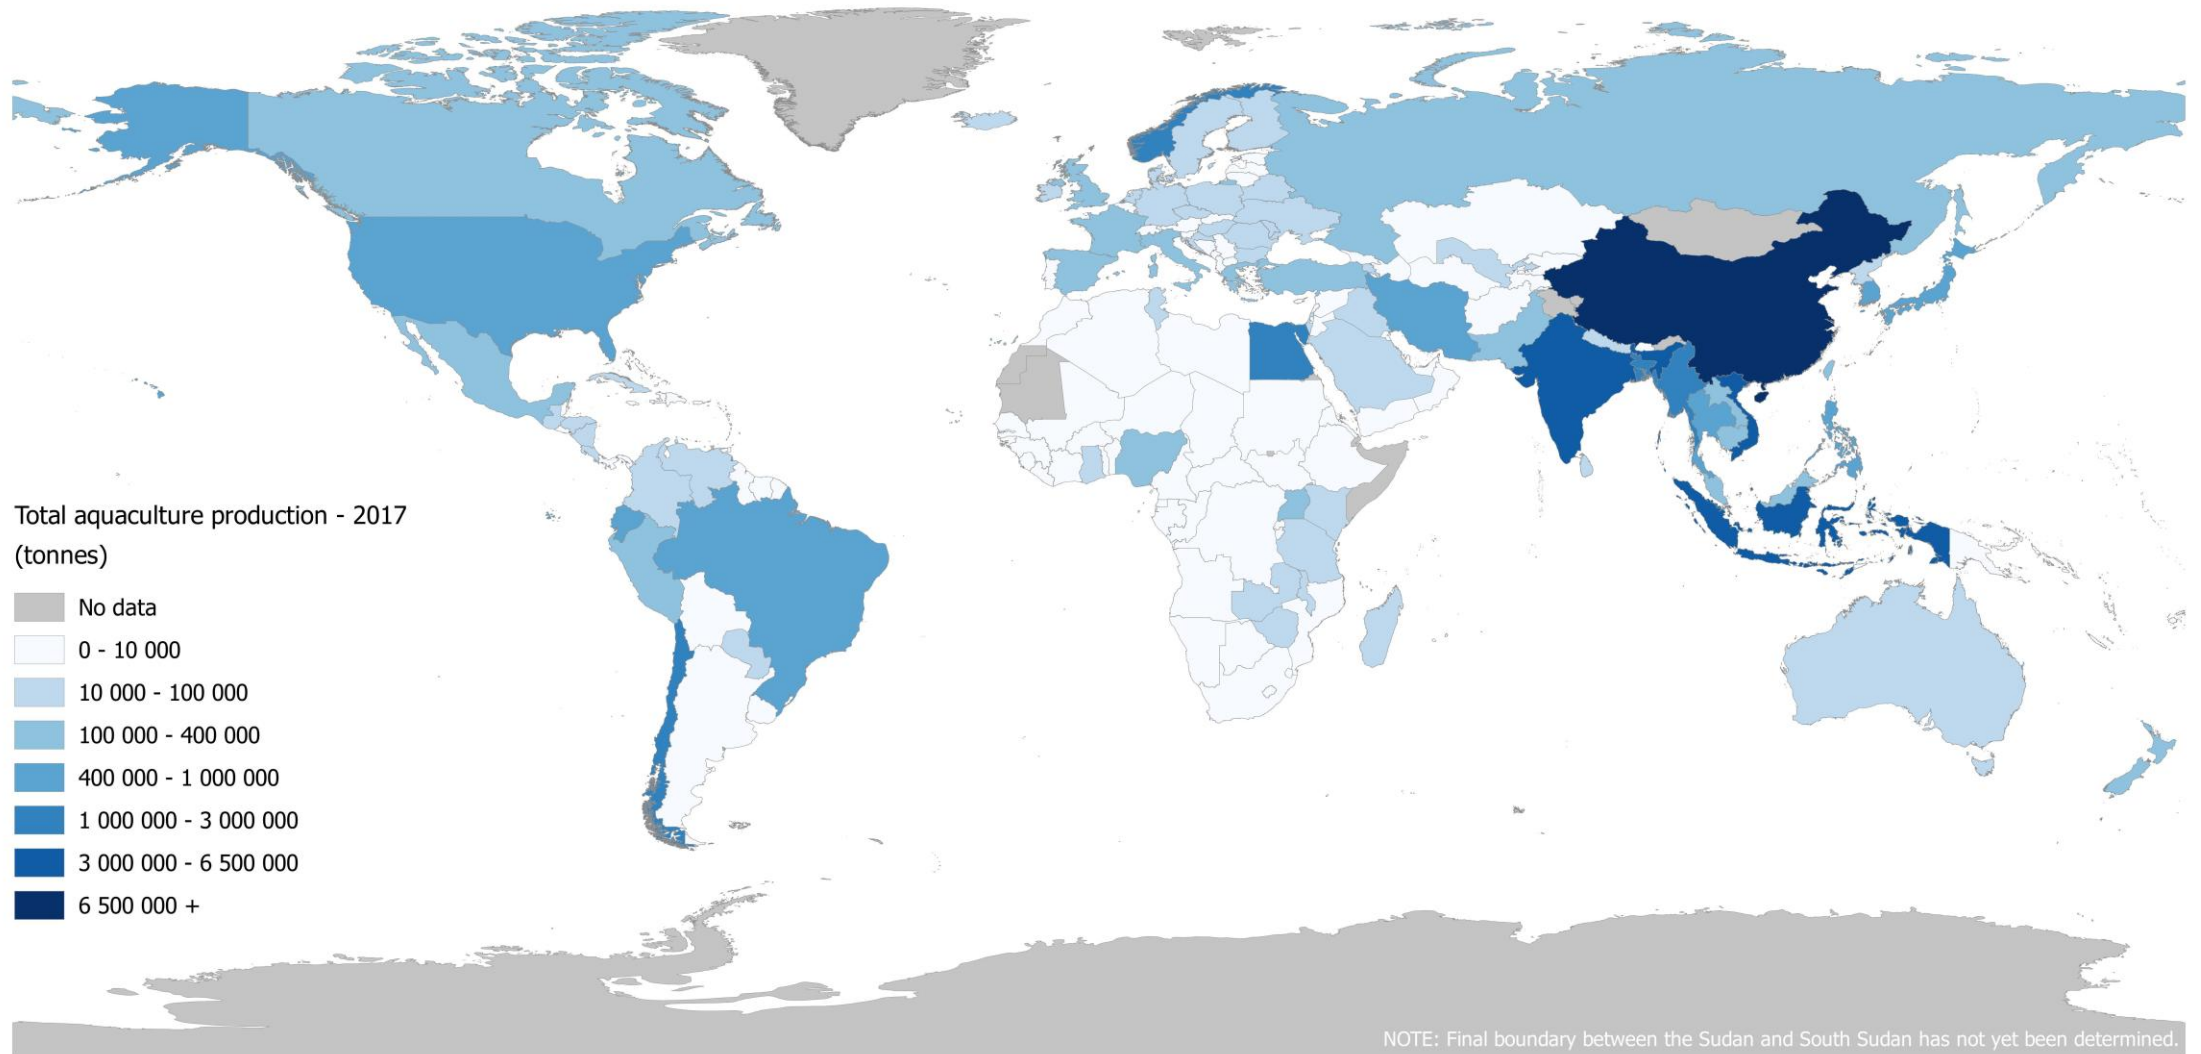 Total aquaculture production - 2017
(tonnes)
No data
0 - 10 000
10 000 - 100 000
100 000 - 400 000
400 000 - 1 000 000
1 000 000 - 3 000 000
3 000 000 - 6 500 000
6 500 000 +
NOTE: Final boundary between the Sudan and South Sudan has not yet been determined.